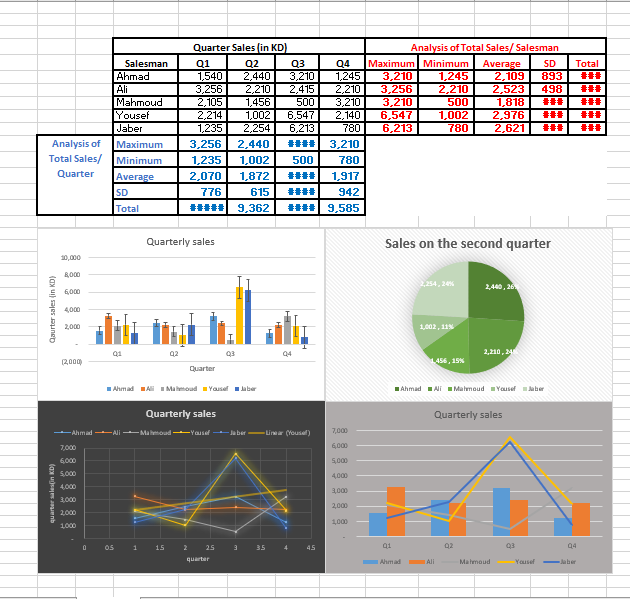 Quarter Sales (in KD) Analysis of Total Sales/ Salesman
Salesman Q1 Q2 Q3 Q4 Maximum Minimum Average SD Total
Ahmad 1,540 2,440 3,210 1,245 3,210 1,245 2,109 893 ###
Ali 3,256 2,210 2,415 2,210 3,256 2,210 2,523 498 ###
Mahmoud 2,105 1,456 500 3,210 3,210 500 1,818 ### ###
Yousef 2,214 1,002 6,547 2,140 6,547 1,002 2,976 ### ###
Jaber 1,235 2,254 6,213 780 6,213 780 2,621 ### ###
Analysis of Total Sales/ Quarter
Maximum 3,256 2,440 #### 3,210
Minimum 1,235 1,002 500 780
Average 2,070 1,872 #### 1,917
SD 776 615 #### 942
Total ##### 9,362 #### 9,585
Quarterly sales
Qaurter sales (in KD)
10,000
8,000
6,000
4,000
2,000
-
(2,000)
Q1 Q2 Q3 Q4
Quarter
Ahmad Ali Mahmoud Yousef Jaber
Sales on the second quarter
2,254, 24%
2,440, 26%
1,002, 11%
1,456, 15%
2,210, 24%
Ahmad Ali Mahmoud Yousef Jaber
Quarterly sales
Ahmad Ali Mahmoud Yousef Jaber Linear (Yousef)
quarter sales(in KD)
7,000
6,000
5,000
4,000
3,000
2,000
1,000
-
0 0.5 1 1.5 2 2.5 3 3.5 4 4.5
quarter
Quarterly sales
7,000
6,000
5,000
4,000
3,000
2,000
1,000
-
Q1 Q2 Q3 Q4
Ahmad Ali Mahmoud Yousef Jaber